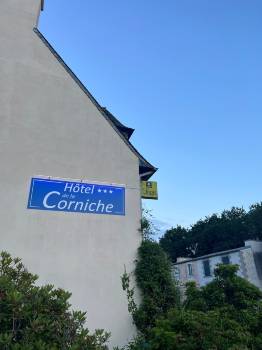 Hôtel ***
de la
Corniche